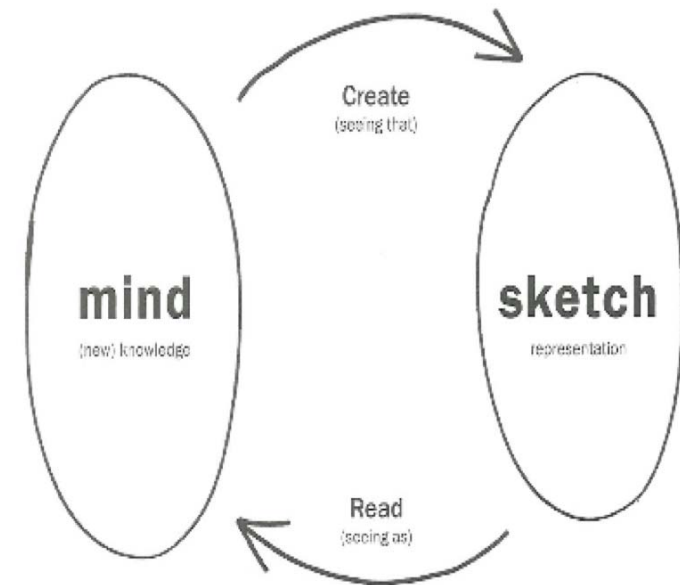 Create
(seeing that)
mind
(new) knowledge
sketch
representation
Read
(seeing as)